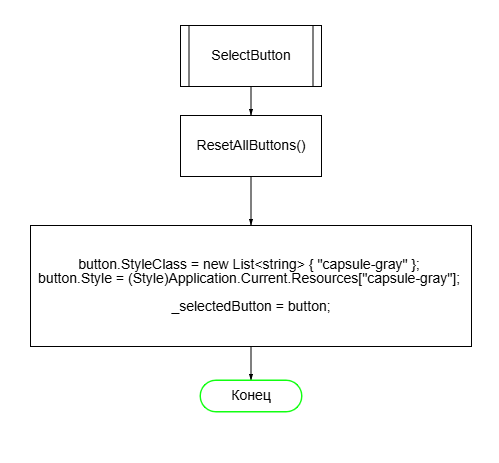 SelectButton
ResetAllButtons()
button.StyleClass = new List<string> { "capsule-gray" };
button.Style = (Style)Application.Current.Resources["capsule-gray"];
_selectedButton = button;
Конец